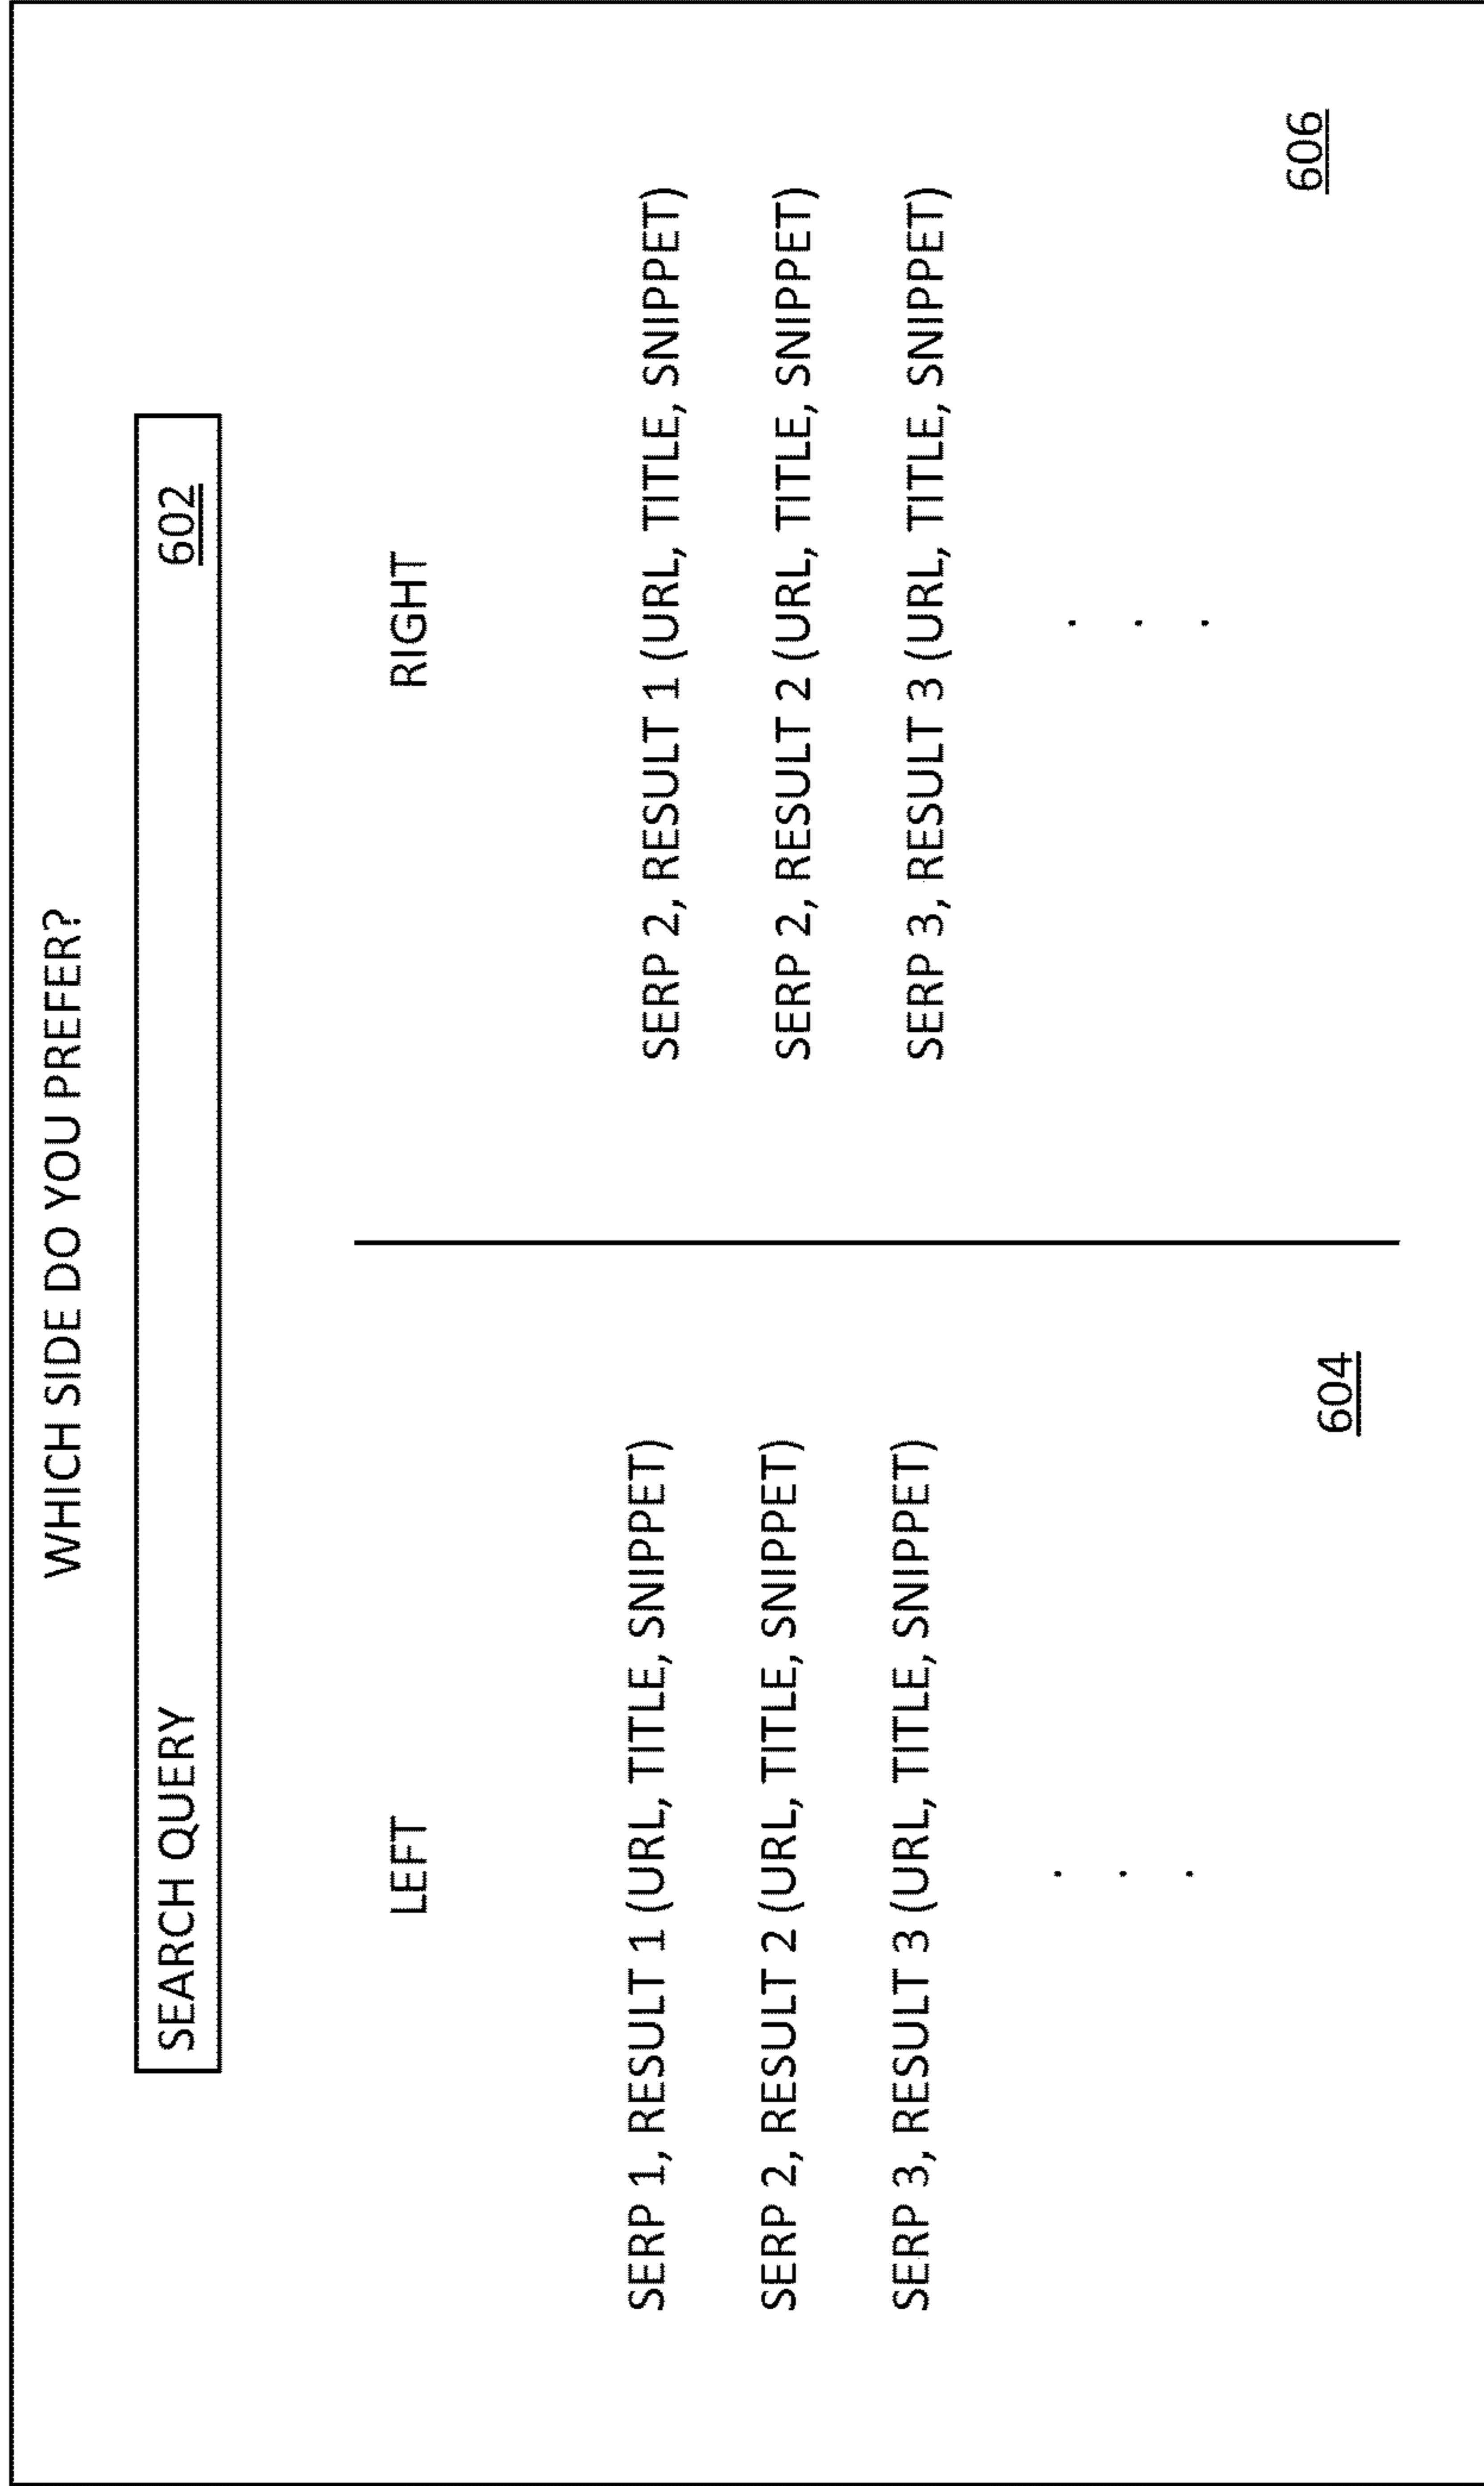 WHICH SIDE DO YOU PREFER?
SEARCH QUERY 602
LEFT
SERP 1, RESULT 1 (URL, TITLE, SNIPPET)
SERP 2, RESULT 2 (URL, TITLE, SNIPPET)
SERP 3, RESULT 3 (URL, TITLE, SNIPPET)
.
.
.
604
RIGHT
SERP 2, RESULT 1 (URL, TITLE, SNIPPET)
SERP 2, RESULT 2 (URL, TITLE, SNIPPET)
SERP 3, RESULT 3 (URL, TITLE, SNIPPET)
.
.
.
606